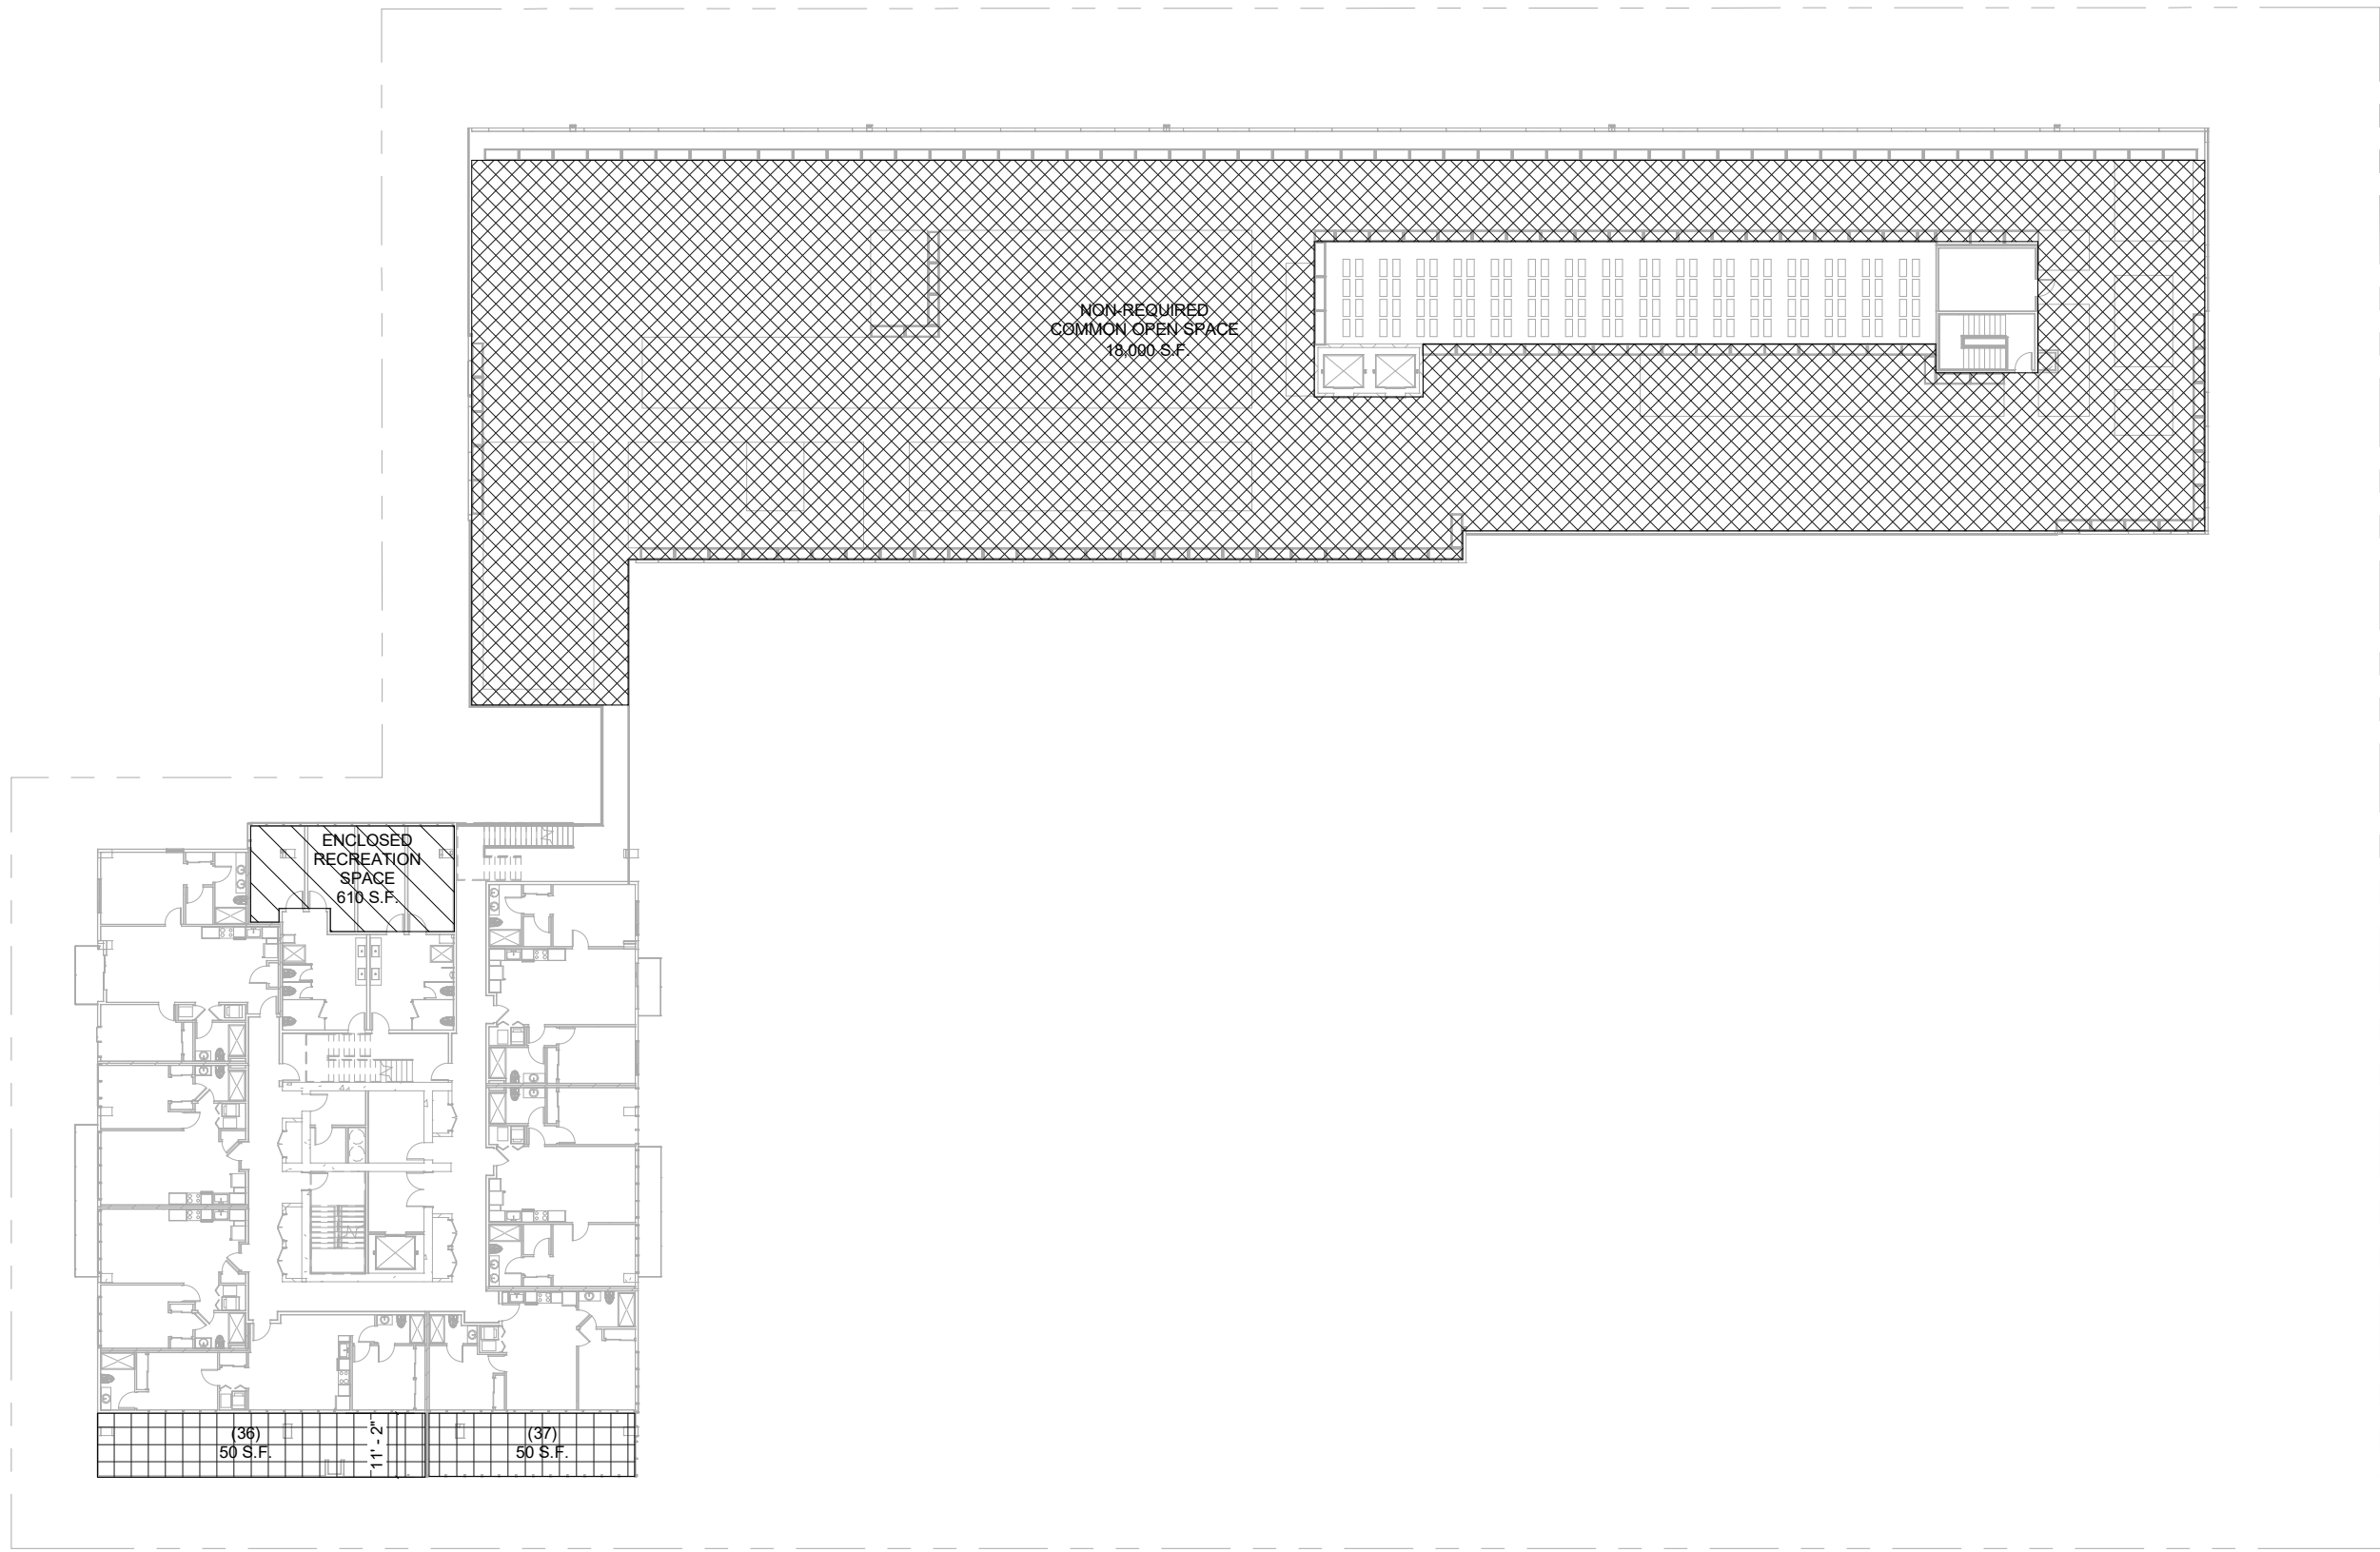 NON-REQUIRED
COMMON OPEN SPACE
18,000 S.F.
ENCLOSED
RECREATION
SPACE
610 S.F.
(36)
50 S.F.
11' - 2"
(37)
50 S.F.